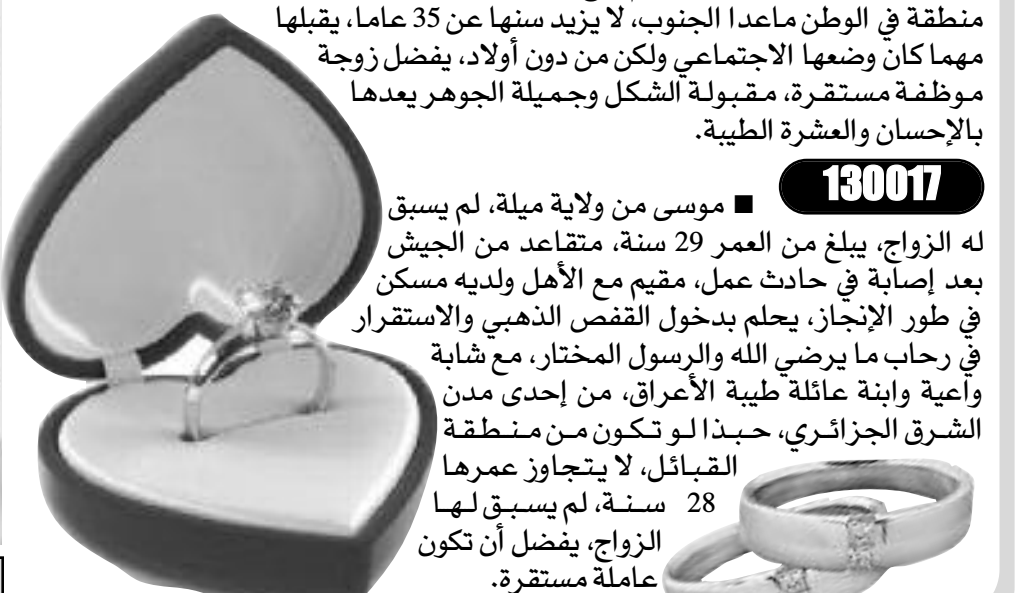 منطقة في الوطن ماعدا الجنوب، لا يزيد سنها عن 35 عاما، يقبلها
مهما كان وضعها الاجتماعي ولكن من دون أولاد، يفضل زوجة
موظفة مستقرة، مقبولة الشكل وجميلة الجوهر يعدها
بالإحسان والعشرة الطيبة.
130017
■ موسى من ولاية ميلة، لم يسبق
له الزواج، يبلغ من العمر 29 سنة، متقاعد من الجيش
بعد إصابة في حادث عمل، مقيم مع الأهل ولديه مسكن
في طور الإنجاز، يحلم بدخول القفص الذهبي والاستقرار
في رحاب ما يرضي الله والرسول المختار، مع شابة
واعية وابنة عائلة طيبة الأعراق، من إحدى مدن
الشرق الجزائري، حبذا لو تكون من منطقة
القبائل، لا يتجاوز عمرها
28 سنة، لم يسبق لها
الزواج، يفضل أن تكون
عاملة مستقرة.